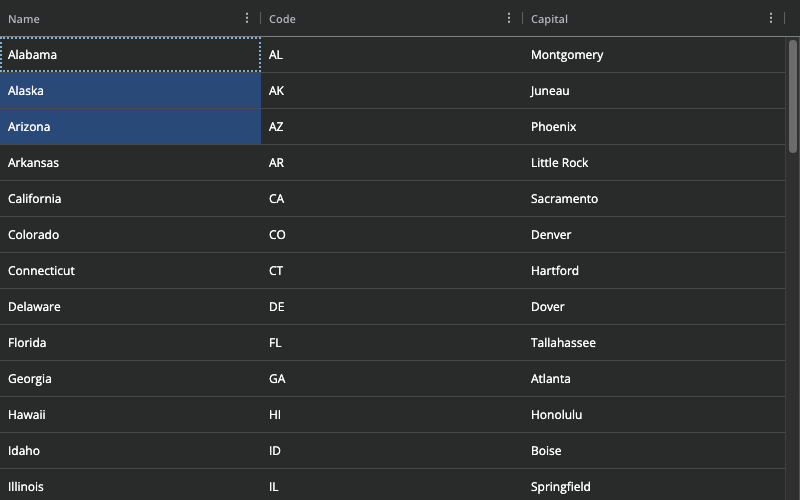 Name Code Capital
Alabama AL Montgomery
Alaska AK Juneau
Arizona AZ Phoenix
Arkansas AR Little Rock
California CA Sacramento
Colorado CO Denver
Connecticut CT Hartford
Delaware DE Dover
Florida FL Tallahassee
Georgia GA Atlanta
Hawaii HI Honolulu
Idaho ID Boise
Illinois IL Springfield